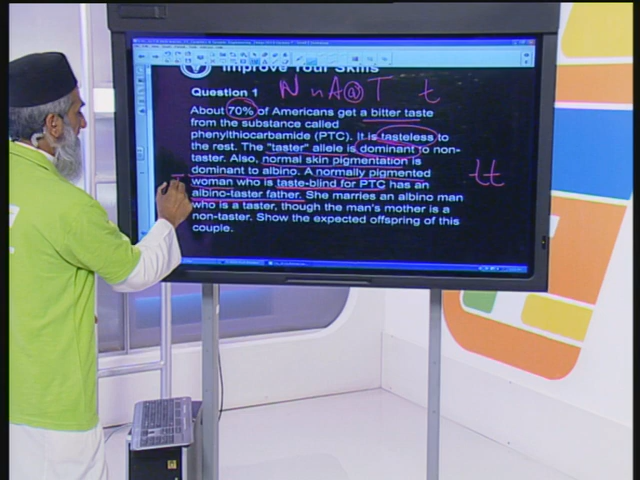 Improve Your Skills
Question 1
N n A @ T t
About 70% of Americans get a bitter taste
from the substance called
phenylthiocarbamide (PTC). It is tasteless to
the rest. The "taster" allele is dominant to non-
taster. Also, normal skin pigmentation is
dominant to albino. A normally pigmented
tt
woman who is taste-blind for PTC has an
albino-taster father. She marries an albino man
who is a taster, though the man's mother is a
non-taster. Show the expected offspring of this
couple.